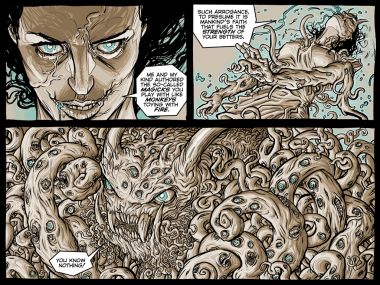 ME AND MY
KIND AUTHORED
THE SO-CALLED
MAGICKS YOU
PLAY WITH LIKE
MONKEYS
TOYING WITH
FIRE.
SUCH ARROGANCE,
TO PRESUME IT IS
MANKIND'S FAITH
THAT FUELS THE
STRENGTH OF
YOUR BETTERS.
YOU KNOW
NOTHING!